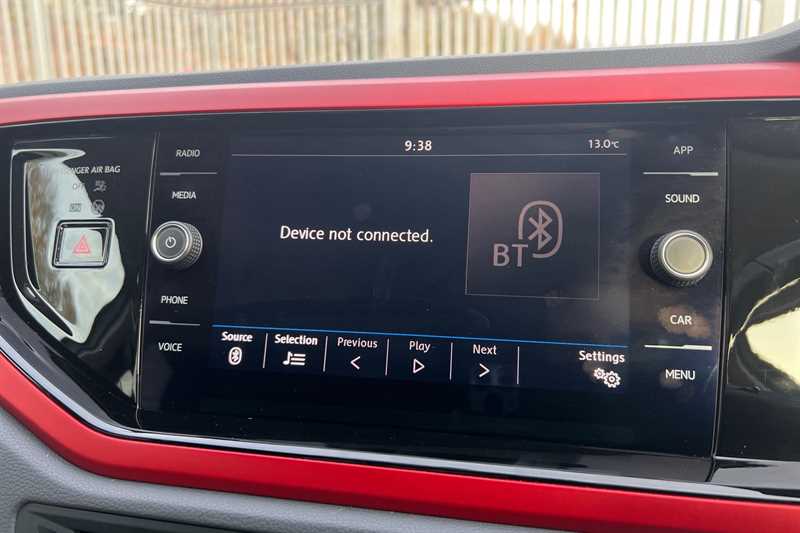 NGER AIR BAG
OFF
ON
RADIO
MEDIA
PHONE
VOICE
9:38
13.0°C
Device not connected.
BT
Source
Selection
Previous
Play
Next
Settings
APP
SOUND
CAR
MENU